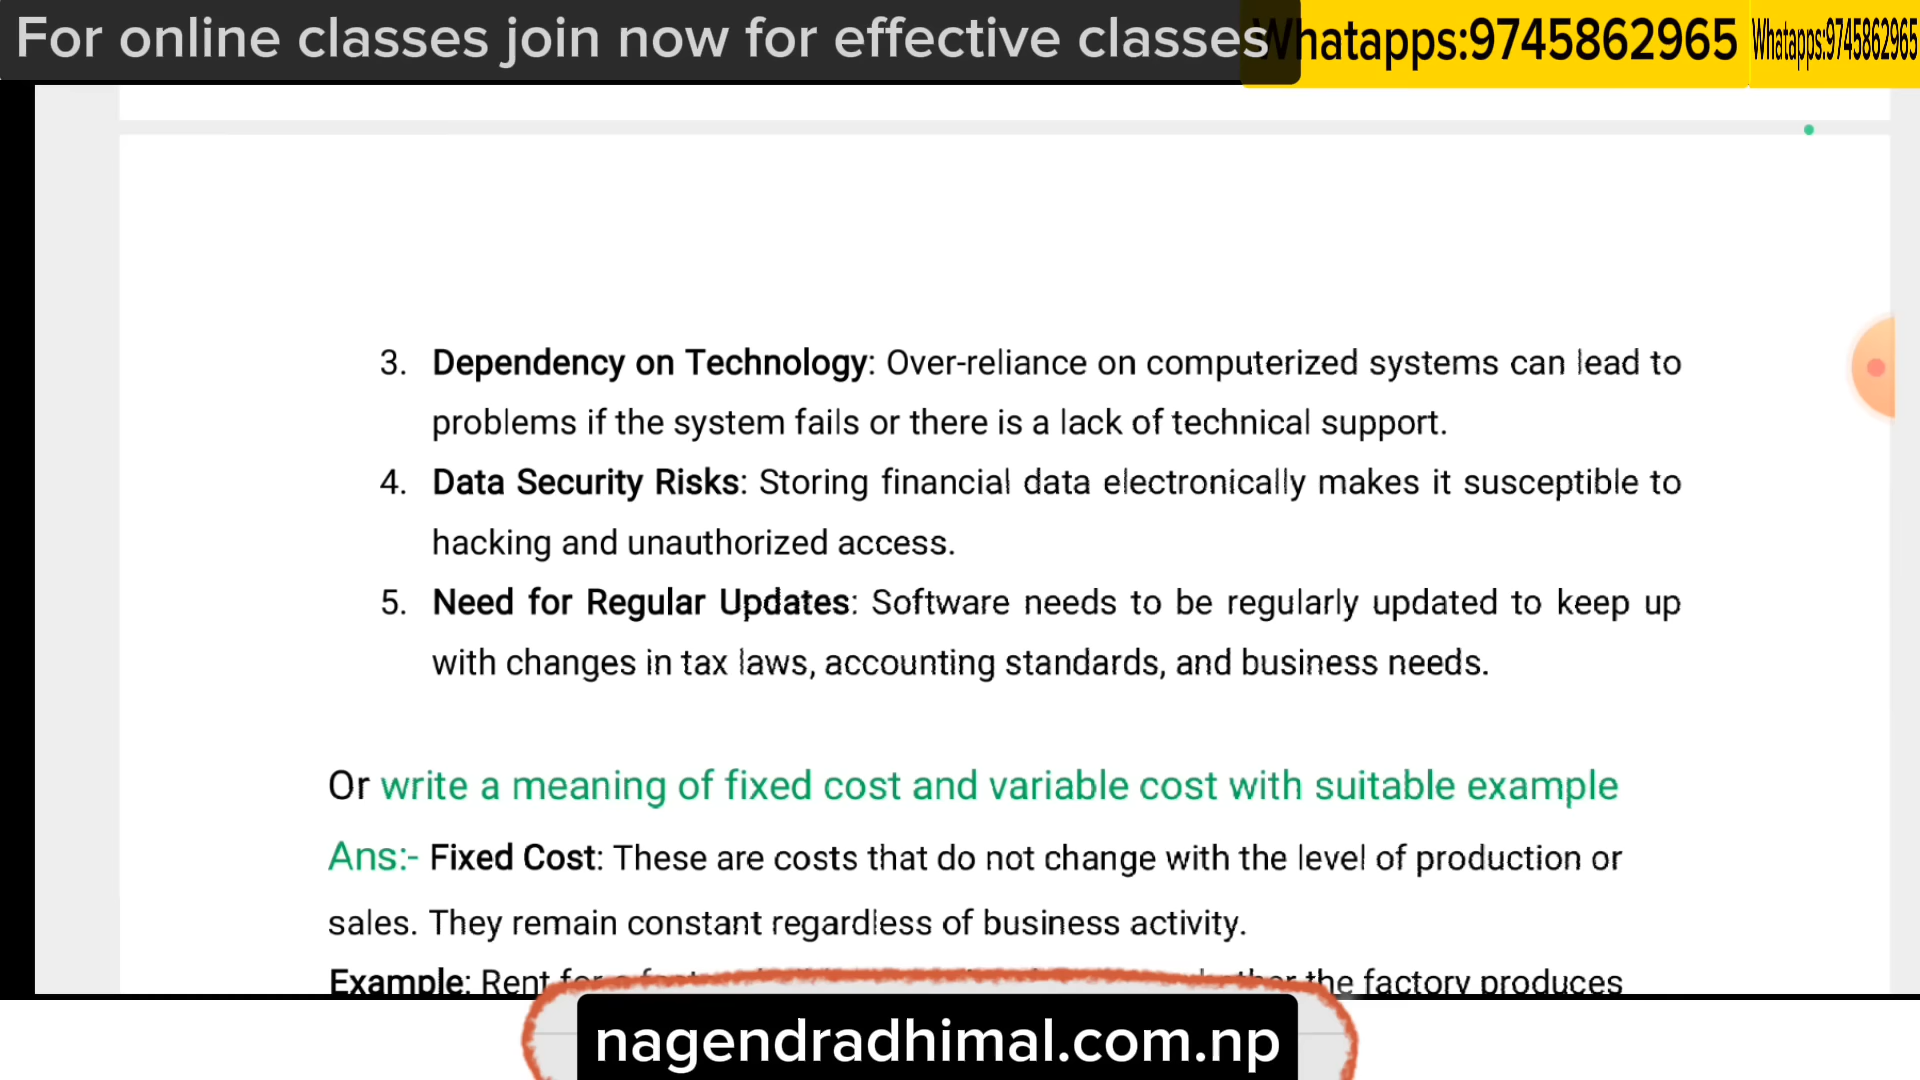 For online classes join now for effective classes
Whatapps:9745862965
Whatapps:9745862965
3. Dependency on Technology: Over-reliance on computerized systems can lead to
problems if the system fails or there is a lack of technical support.
4. Data Security Risks: Storing financial data electronically makes it susceptible to
hacking and unauthorized access.
5. Need for Regular Updates: Software needs to be regularly updated to keep up
with changes in tax laws, accounting standards, and business needs.
Or write a meaning of fixed cost and variable cost with suitable example
Ans:- Fixed Cost: These are costs that do not change with the level of production or
sales. They remain constant regardless of business activity.
Example: Rent the factory produces
nagendradhimal.com.np